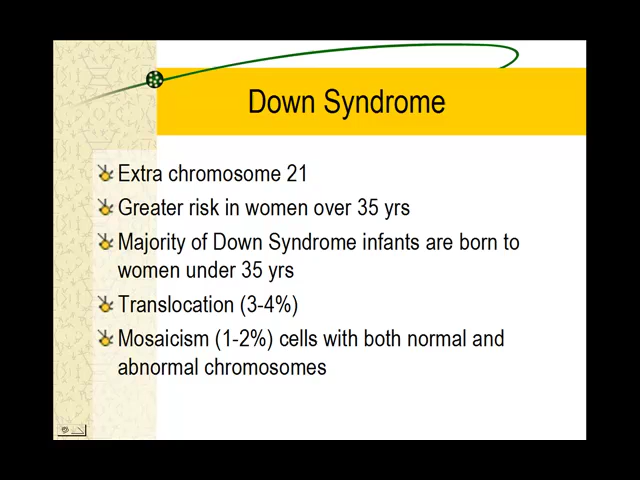 Down Syndrome
Extra chromosome 21
Greater risk in women over 35 yrs
Majority of Down Syndrome infants are born to
women under 35 yrs
Translocation (3-4%)
Mosaicism (1-2%) cells with both normal and
abnormal chromosomes